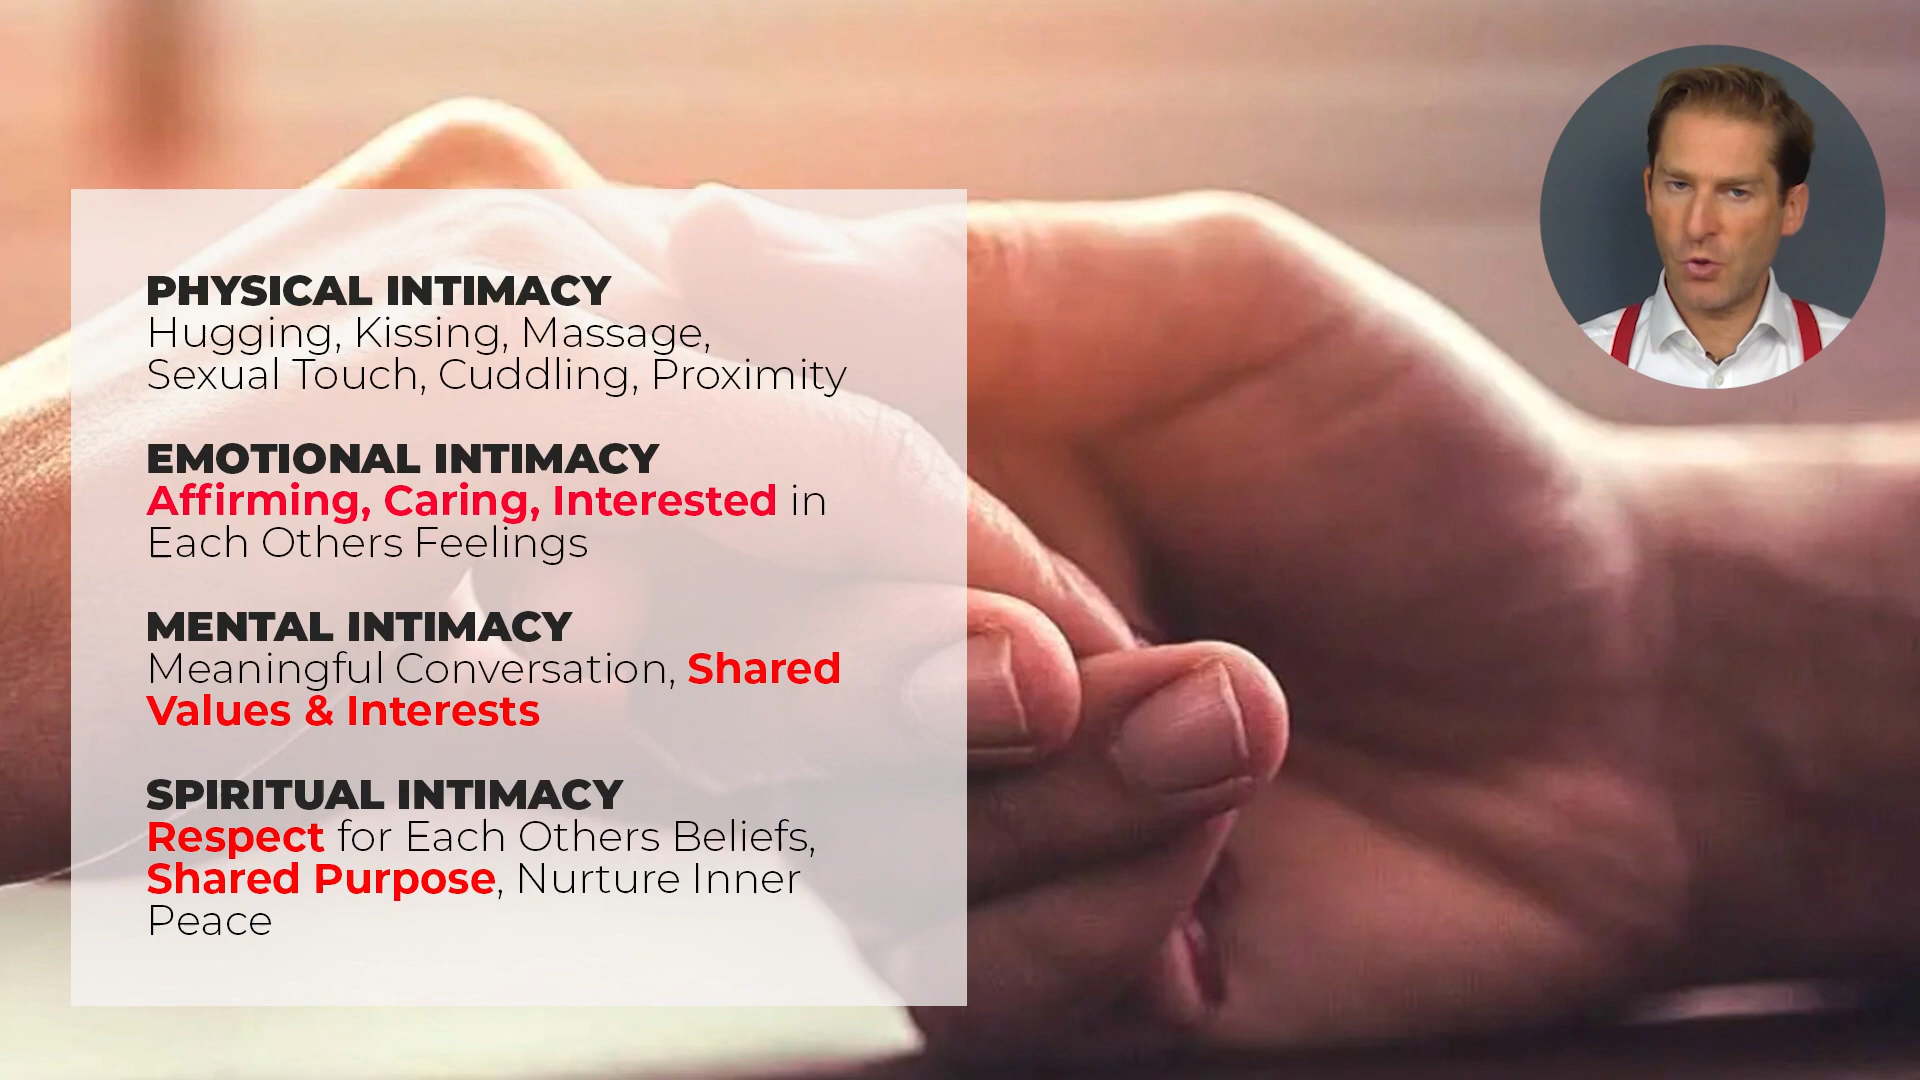 PHYSICAL INTIMACY
Hugging, Kissing, Massage,
Sexual Touch, Cuddling, Proximity
EMOTIONAL INTIMACY
Affirming, Caring, Interested in
Each Others Feelings
MENTAL INTIMACY
Meaningful Conversation, Shared
Values & Interests
SPIRITUAL INTIMACY
Respect for Each Others Beliefs,
Shared Purpose, Nurture Inner
Peace